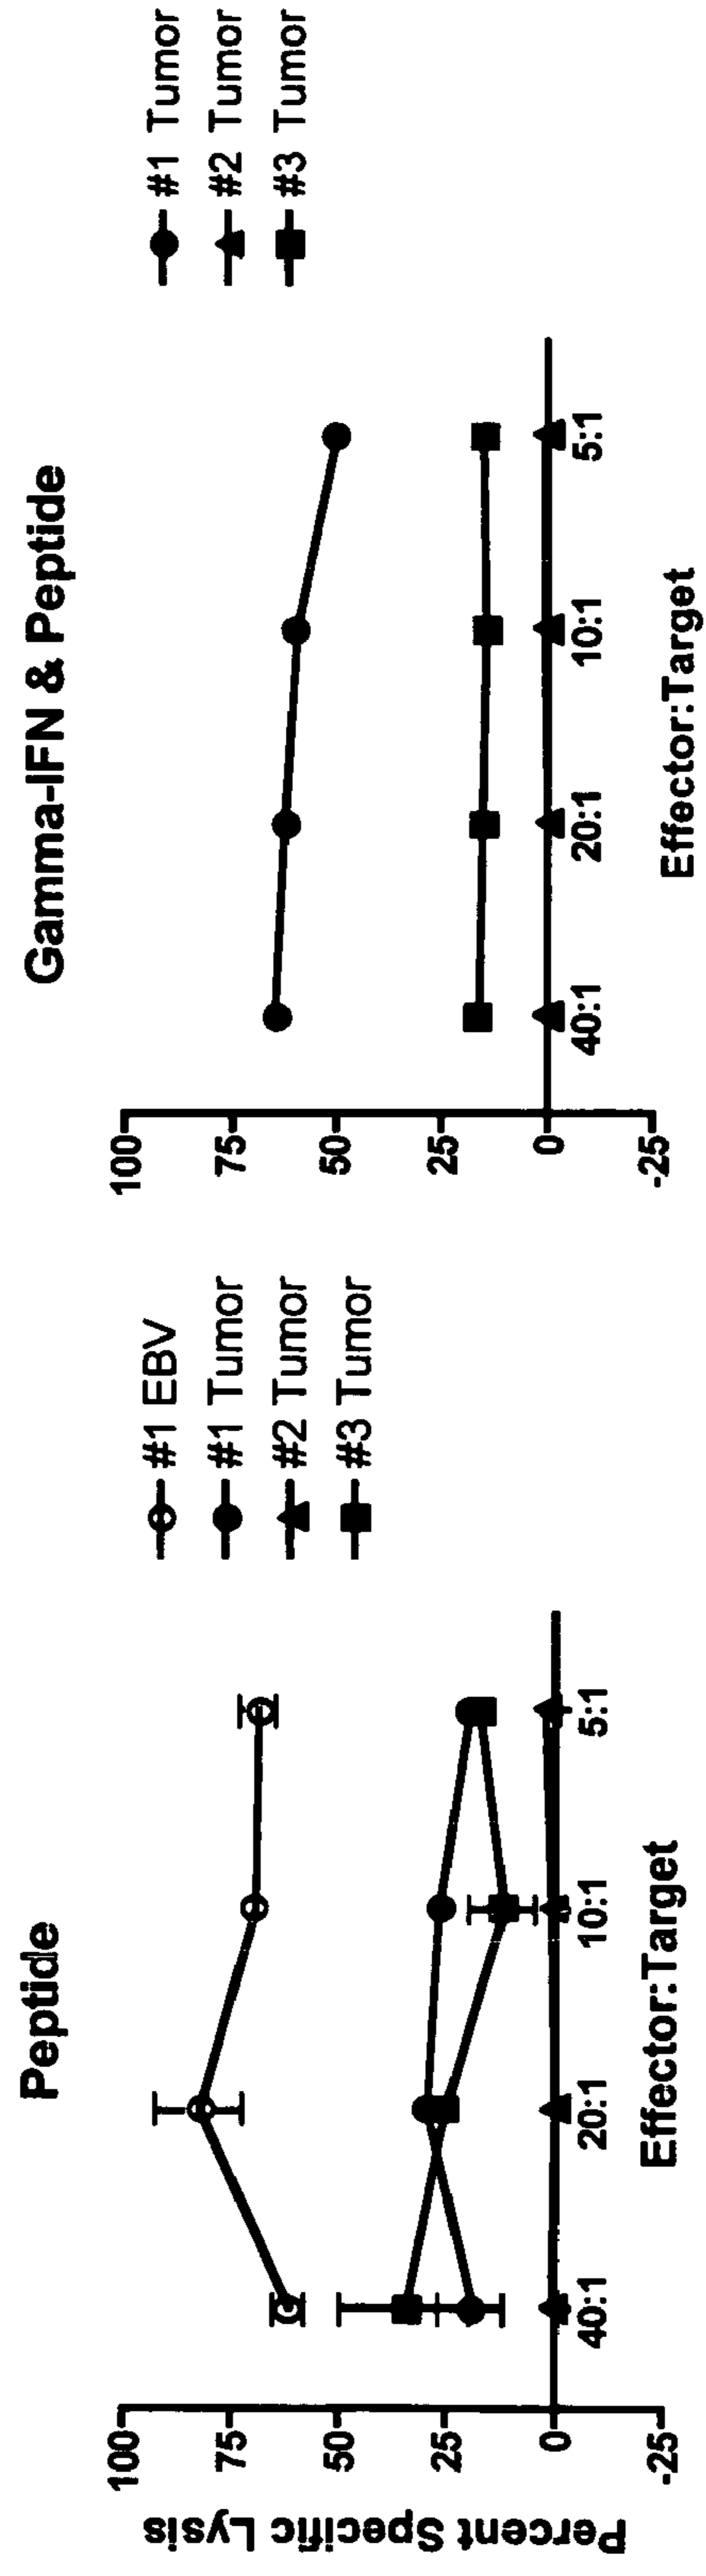 Peptide
Percent Specific Lysis
100
75
50
25
0
-25
40:1
20:1
10:1
5:1
Effector:Target
#1 EBV
#1 Tumor
#2 Tumor
#3 Tumor
Gamma-IFN & Peptide
100
75
50
25
0
-25
40:1
20:1
10:1
5:1
Effector:Target
#1 Tumor
#2 Tumor
#3 Tumor